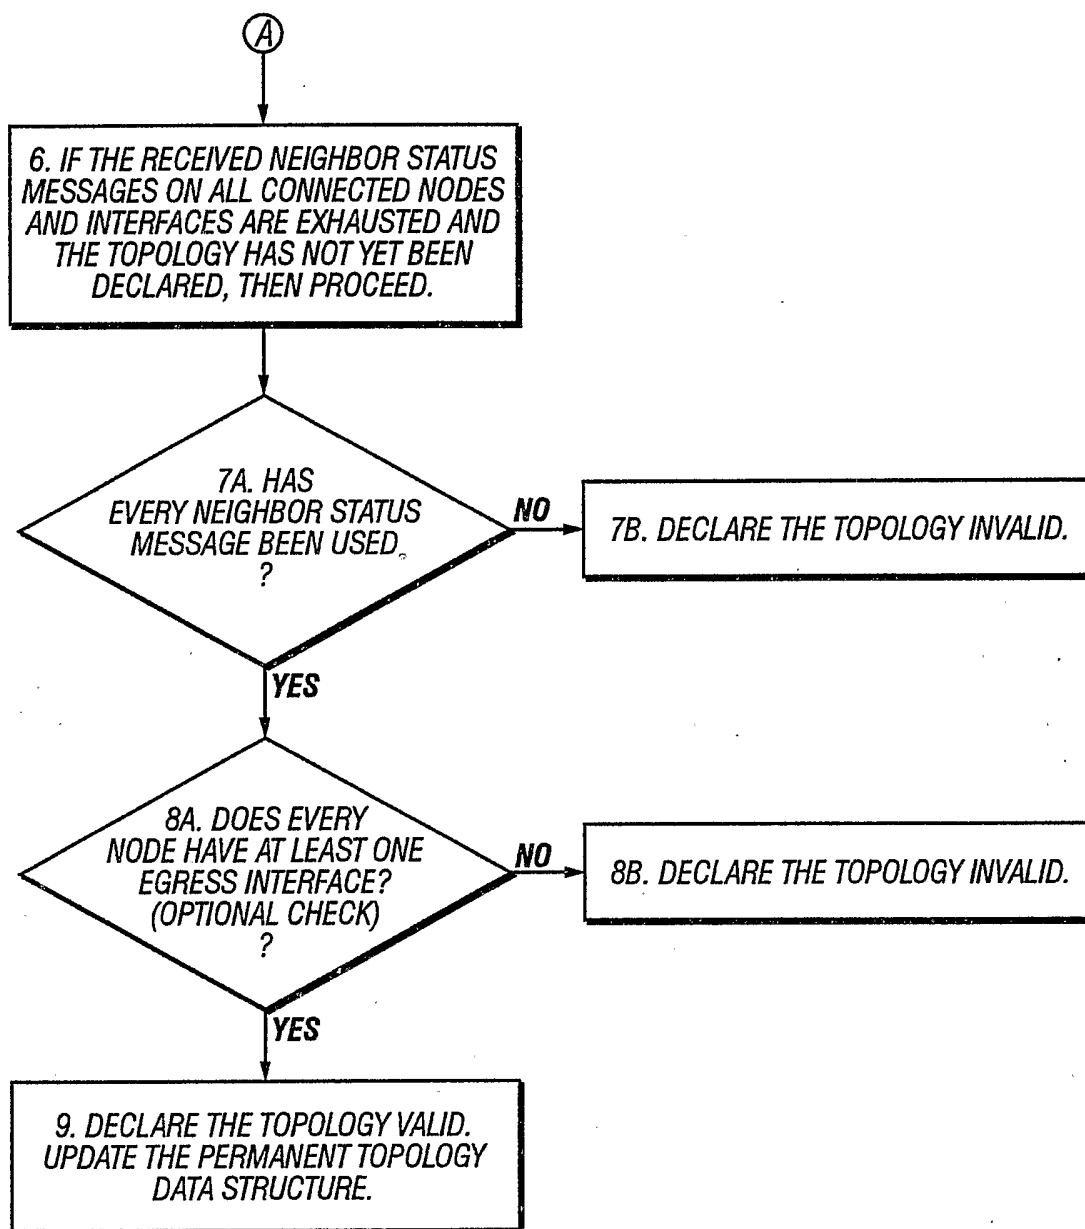 A
6. IF THE RECEIVED NEIGHBOR STATUS
MESSAGES ON ALL CONNECTED NODES
AND INTERFACES ARE EXHAUSTED AND
THE TOPOLOGY HAS NOT YET BEEN
DECLARED, THEN PROCEED.
7A. HAS
EVERY NEIGHBOR STATUS
MESSAGE BEEN USED
?
NO
7B. DECLARE THE TOPOLOGY INVALID.
YES
8A. DOES EVERY
NODE HAVE AT LEAST ONE
EGRESS INTERFACE?
(OPTIONAL CHECK)
?
NO
8B. DECLARE THE TOPOLOGY INVALID.
YES
9. DECLARE THE TOPOLOGY VALID.
UPDATE THE PERMANENT TOPOLOGY
DATA STRUCTURE.